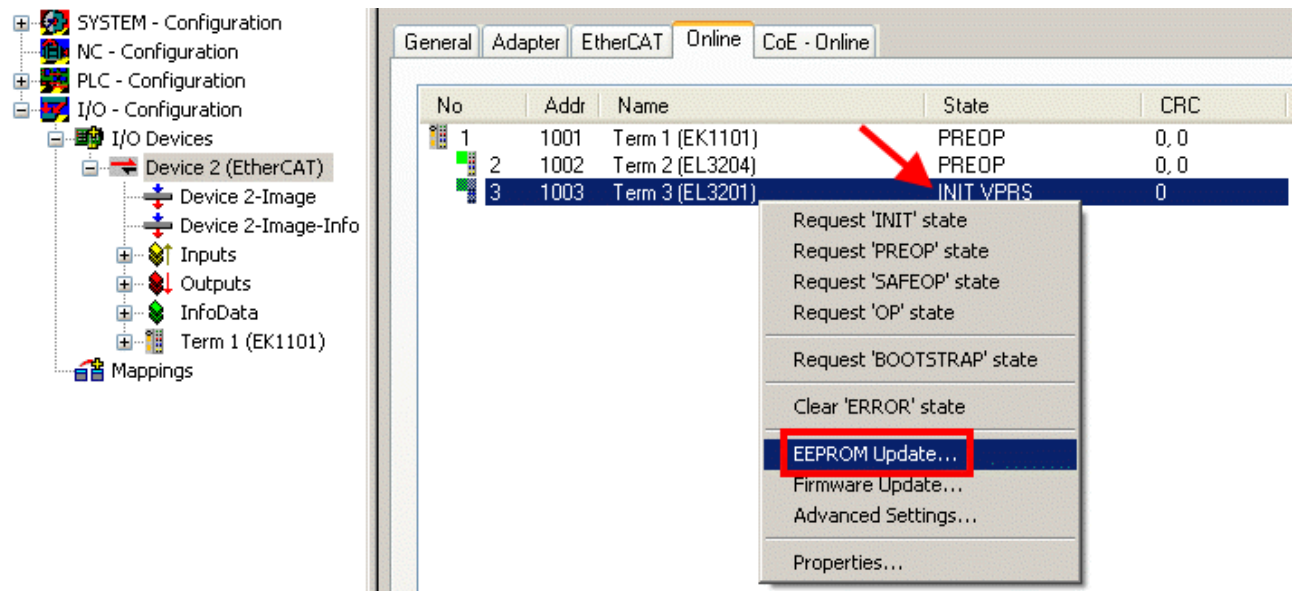 SYSTEM - Configuration
NC - Configuration
PLC - Configuration
I/O - Configuration
I/O Devices
Device 2 (EtherCAT)
Device 2-Image
Device 2-Image-Info
Inputs
Outputs
InfoData
Term 1 (EK1101)
Mappings
General Adapter EtherCAT Online CoE - Online
No Addr Name State CRC
1 1001 Term 1 (EK1101) PREOP 0, 0
2 1002 Term 2 (EL3204) PREOP 0, 0
3 1003 Term 3 (EL3201) INIT VPRS 0
Request 'INIT' state
Request 'PREOP' state
Request 'SAFEOP' state
Request 'OP' state
Request 'BOOTSTRAP' state
Clear 'ERROR' state
EEPROM Update...
Firmware Update...
Advanced Settings...
Properties...